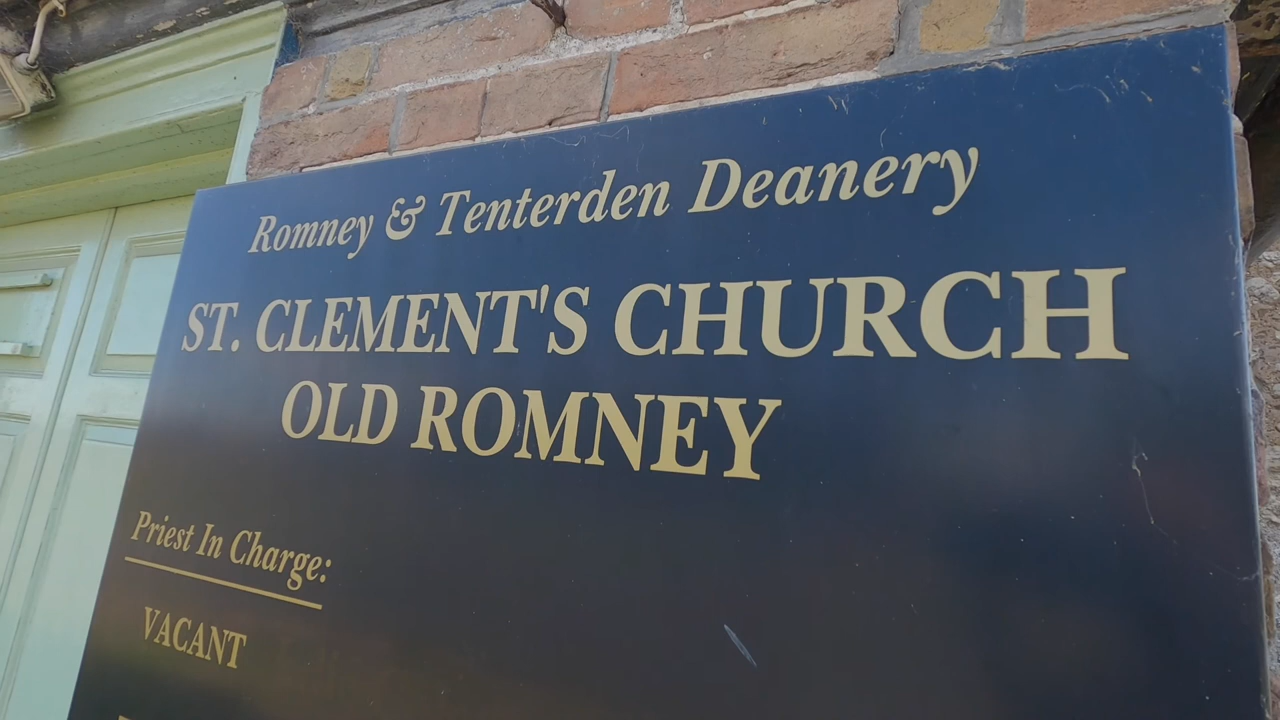 Romney & Tenterden Deanery
ST. CLEMENT'S CHURCH
OLD ROMNEY
Priest In Charge:
VACANT